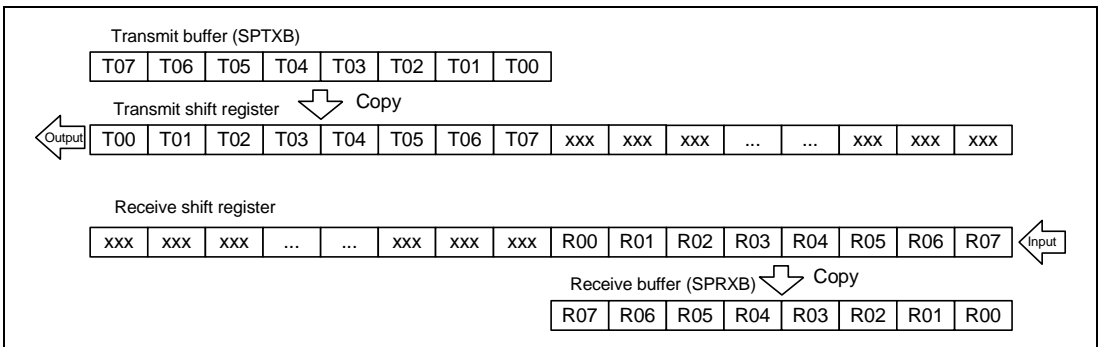 Transmit buffer (SPTXB)
T07 T06 T05 T04 T03 T02 T01 T00
Copy
Transmit shift register
Output T00 T01 T02 T03 T04 T05 T06 T07 xxx xxx xxx ... ... xxx xxx xxx
Receive shift register
xxx xxx xxx ... ... xxx xxx xxx R00 R01 R02 R03 R04 R05 R06 R07 Input
Receive buffer (SPRXB) Copy
R07 R06 R05 R04 R03 R02 R01 R00